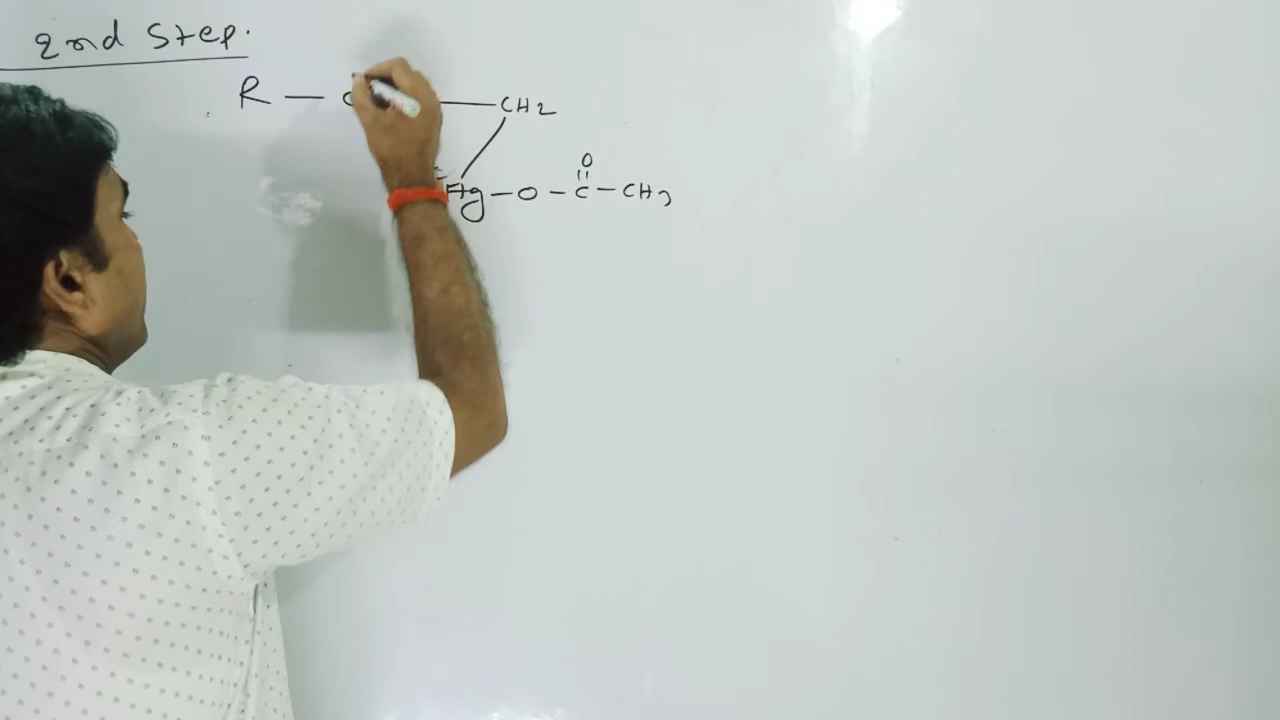 2nd Step.
R — C — CH2
O
Hg — O — C — CH3